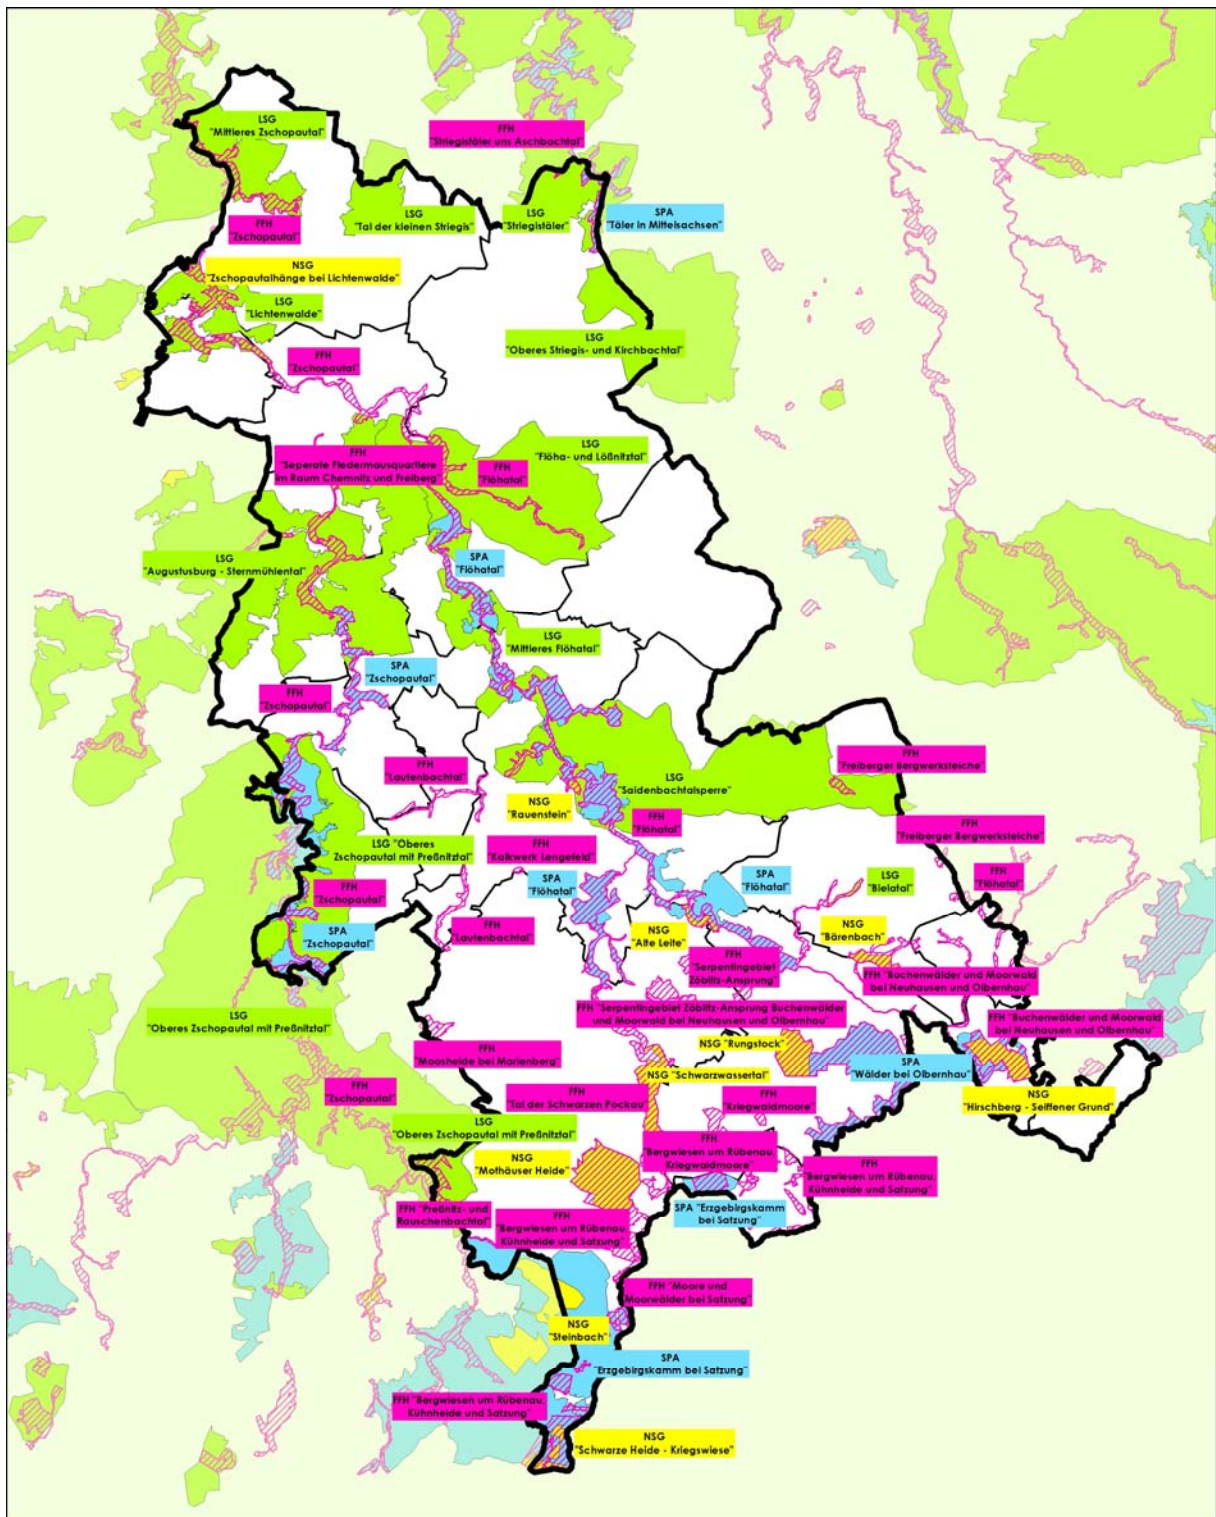 LSG
"Mittleres Zschopautal"
FFH
"Striegistäler uns Aschbachtal"
LSG
"Tal der kleinen Striegis"
LSG
"Striegistäler"
SPA
"Täler in Mittelsachsen"
FFH
"Zschopautal"
NSG
"Zschopautalhänge bei Lichtenwalde"
LSG
"Lichtenwalde"
LSG
"Oberes Striegis- und Kirchbachtal"
FFH
"Zschopautal"
LSG
"Flöha- und Lößnitztal"
FFH
"Seperate Fledermausquartiere
im Raum Chemnitz und Freiberg"
FFH
"Flöhatal"
LSG
"Augustusburg - Sternmühlental"
SPA
"Flöhatal"
LSG
"Mittleres Flöhatal"
SPA
"Zschopautal"
FFH
"Zschopautal"
FFH
"Lautenbachtal"
FFH
"Freiberger Bergwerksteiche"
LSG
"Saidenbachtalsperre"
NSG
"Rauenstein"
FFH
"Flöhatal"
FFH
"Freiberger Bergwerksteiche"
LSG "Oberes
Zschopautal mit Preßnitztal"
FFH
"Kalkwerk Lengefeld"
FFH
"Zschopautal"
SPA
"Flöhatal"
SPA
"Flöhatal"
LSG
"Bielatal"
FFH
"Flöhatal"
SPA
"Zschopautal"
FFH
"Lautenbachtal"
NSG
"Alte Leite"
NSG
"Bärenbach"
FFH
"Serpentingebiet
Zöblitz-Ansprung"
FFH "Buchenwälder und Moorwald
bei Neuhausen und Olbernhau"
LSG
"Oberes Zschopautal mit Preßnitztal"
FFH "Serpentingebiet Zöblitz-Ansprung Buchenwälder
und Moorwald bei Neuhausen und Olbernhau"
FFH "Buchenwälder und Moorwald
bei Neuhausen und Olbernhau"
FFH
"Moosheide bei Marienberg"
NSG "Rungstock"
SPA
"Wälder bei Olbernhau"
NSG "Schwarzwassertal"
FFH
"Zschopautal"
FFH
"Tal der Schwarzen Pockau"
FFH
"Kriegwaldmoore"
NSG
"Hirschberg - Seiffener Grund"
LSG
"Oberes Zschopautal mit Preßnitztal"
FFH
"Bergwiesen um Rübenau,
Kriegwaldmoore"
NSG
"Mothäuser Heide"
FFH
"Bergwiesen um Rübenau,
Kühnheide und Satzung"
FFH "Preßnitz- und
Rauschenbachtal"
FFH
"Bergwiesen um Rübenau,
Kühnheide und Satzung"
SPA "Erzgebirgskamm
bei Satzung"
FFH "Moore und
Moorwälder bei Satzung"
NSG
"Steinbach"
SPA
"Erzgebirgskamm bei Satzung"
FFH "Bergwiesen um Rübenau,
Kühnheide und Satzung"
NSG
"Schwarze Heide - Kriegswiese"